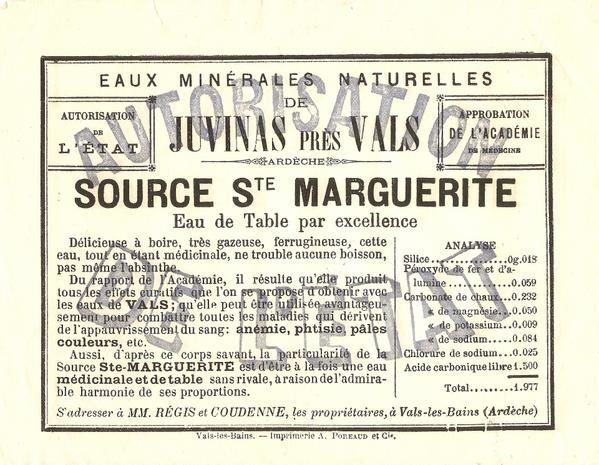 EAUX MINÉRALES NATURELLES
DE
AUTORISATION
DE
L'ÉTAT
JUVINAS PRÈS VALS
ARDÈCHE
APPROBATION
DE L'ACADÉMIE
DE MÉDECINE
SOURCE STE MARGUERITE
Eau de Table par excellence
Délicieuse à boire, très gazeuse, ferrugineuse, cette
eau, tout en étant médicinale, ne trouble aucune boisson,
pas même l'absinthe.
Du rapport de l'Académie, il résulte qu'elle produit
tous les effets curatifs que l'on se propose d'obtenir avec
les eaux de VALS; qu'elle peut être utilisée avantageu-
sement pour combattre toutes les maladies qui dérivent
de l'appauvrissement du sang: anémie, phtisie, pâles
couleurs, etc.
Aussi, d'après ce corps savant, la particularité de la
Source Ste-MARGUERITE est d'être à la fois une eau
médicinale et de table sans rivale, à raison de l'admira-
ble harmonie de ses proportions.
ANALYSE
Silice..................0g.018
Péroxyde de fer et d'a-
lumine.............0.059
Carbonate de chaux....0.232
« de magnésie..0.050
« de potassium..0.009
« de sodium.....0.084
Chlorure de sodium....0.025
Acide carbonique libre 1.500
Total.........1.977
S'adresser à MM. RÉGIS et COUDENNE, les propriétaires, à Vals-les-Bains (Ardèche)
Vals-les-Bains. — Imprimerie A. POREAUD et Cie.
AUTORISATION
DE L'ETAT